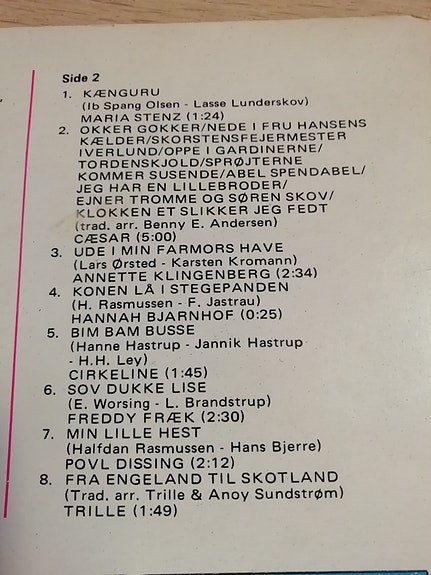 Side 2
1. KÆNGURU
(Ib Spang Olsen - Lasse Lunderskov)
MARIA STENZ (1:24)
2. OKKER GOKKER/NEDE I FRU HANSENS
KÆLDER/SKORSTENSFEJERMESTER
IVERLUND/OPPE I GARDINERNE/
TORDENSKJOLD/SPRØJTERNE
KOMMER SUSENDE/ABEL SPENDABEL/
JEG HAR EN LILLEBRODER/
EJNER TROMME OG SØREN SKOV/
KLOKKEN ET SLIKKER JEG FEDT
(trad. arr. Benny E. Andersen)
CÆSAR (5:00)
3. UDE I MIN FARMORS HAVE
(Lars Ørsted - Karsten Kromann)
ANNETTE KLINGENBERG (2:34)
4. KONEN LÅ I STEGEPANDEN
(H. Rasmussen - F. Jastrau)
HANNAH BJARNHOF (0:25)
5. BIM BAM BUSSE
(Hanne Hastrup - Jannik Hastrup
- H.H. Ley)
CIRKELINE (1:45)
6. SOV DUKKE LISE
(E. Worsing - L. Brandstrup)
FREDDY FRÆK (2:30)
7. MIN LILLE HEST
(Halfdan Rasmussen - Hans Bjerre)
POVL DISSING (2:12)
8. FRA ENGELAND TIL SKOTLAND
(Trad. arr. Trille & Anoy Sundstrøm)
TRILLE (1:49)